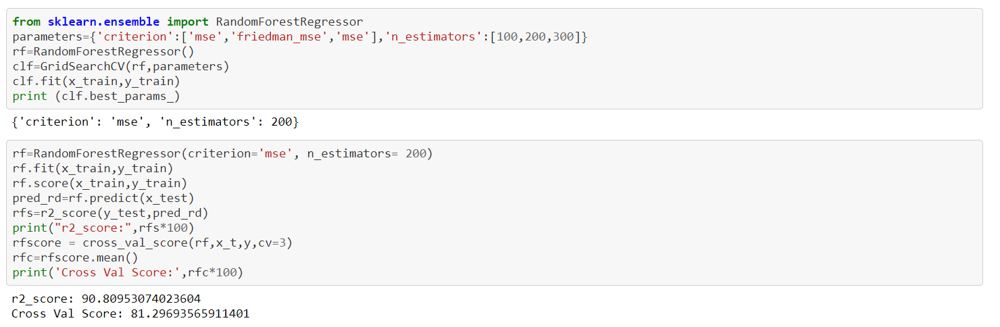 from sklearn.ensemble import RandomForestRegressor
parameters={'criterion':['mse','friedman_mse','mse'],'n_estimators':[100,200,300]}
rf=RandomForestRegressor()
clf=GridSearchCV(rf,parameters)
clf.fit(x_train,y_train)
print (clf.best_params_)
{'criterion': 'mse', 'n_estimators': 200}
rf=RandomForestRegressor(criterion='mse', n_estimators= 200)
rf.fit(x_train,y_train)
rf.score(x_train,y_train)
pred_rd=rf.predict(x_test)
rfs=r2_score(y_test,pred_rd)
print("r2_score:",rfs*100)
rfscore = cross_val_score(rf,x_t,y,cv=3)
rfc=rfscore.mean()
print('Cross Val Score:',rfc*100)
r2_score: 90.80953074023604
Cross Val Score: 81.29693565911401